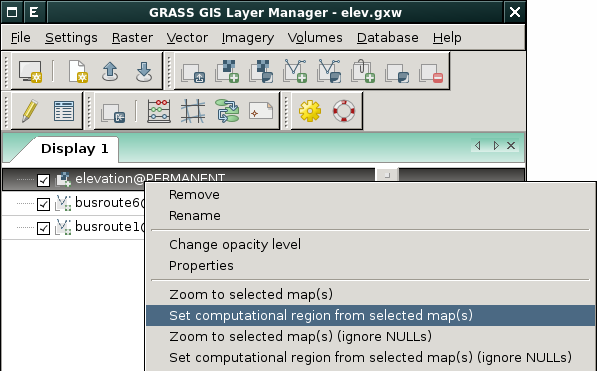 GRASS GIS Layer Manager - elev.gxw
File Settings Raster Vector Imagery Volumes Database Help
Display 1
elevation@PERMANENT
busroute6@
busroute1@
Remove
Rename
Change opacity level
Properties
Zoom to selected map(s)
Set computational region from selected map(s)
Zoom to selected map(s) (ignore NULLs)
Set computational region from selected map(s) (ignore NULLs)